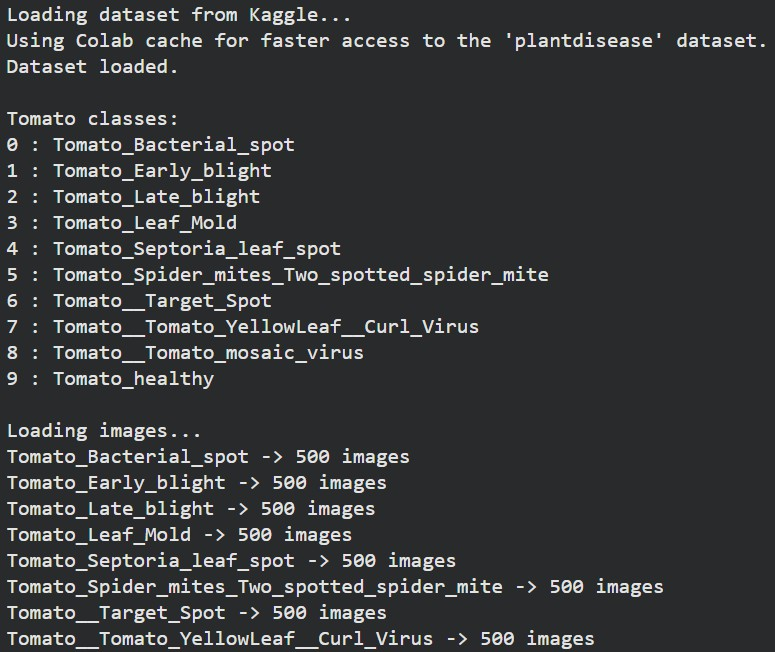 Loading dataset from Kaggle...
Using Colab cache for faster access to the 'plantdisease' dataset.
Dataset loaded.
Tomato classes:
0 : Tomato_Bacterial_spot
1 : Tomato_Early_blight
2 : Tomato_Late_blight
3 : Tomato_Leaf_Mold
4 : Tomato_Septoria_leaf_spot
5 : Tomato_Spider_mites_Two_spotted_spider_mite
6 : Tomato__Target_Spot
7 : Tomato__Tomato_YellowLeaf__Curl_Virus
8 : Tomato__Tomato_mosaic_virus
9 : Tomato_healthy
Loading images...
Tomato_Bacterial_spot -> 500 images
Tomato_Early_blight -> 500 images
Tomato_Late_blight -> 500 images
Tomato_Leaf_Mold -> 500 images
Tomato_Septoria_leaf_spot -> 500 images
Tomato_Spider_mites_Two_spotted_spider_mite -> 500 images
Tomato__Target_Spot -> 500 images
Tomato__Tomato_YellowLeaf__Curl_Virus -> 500 images